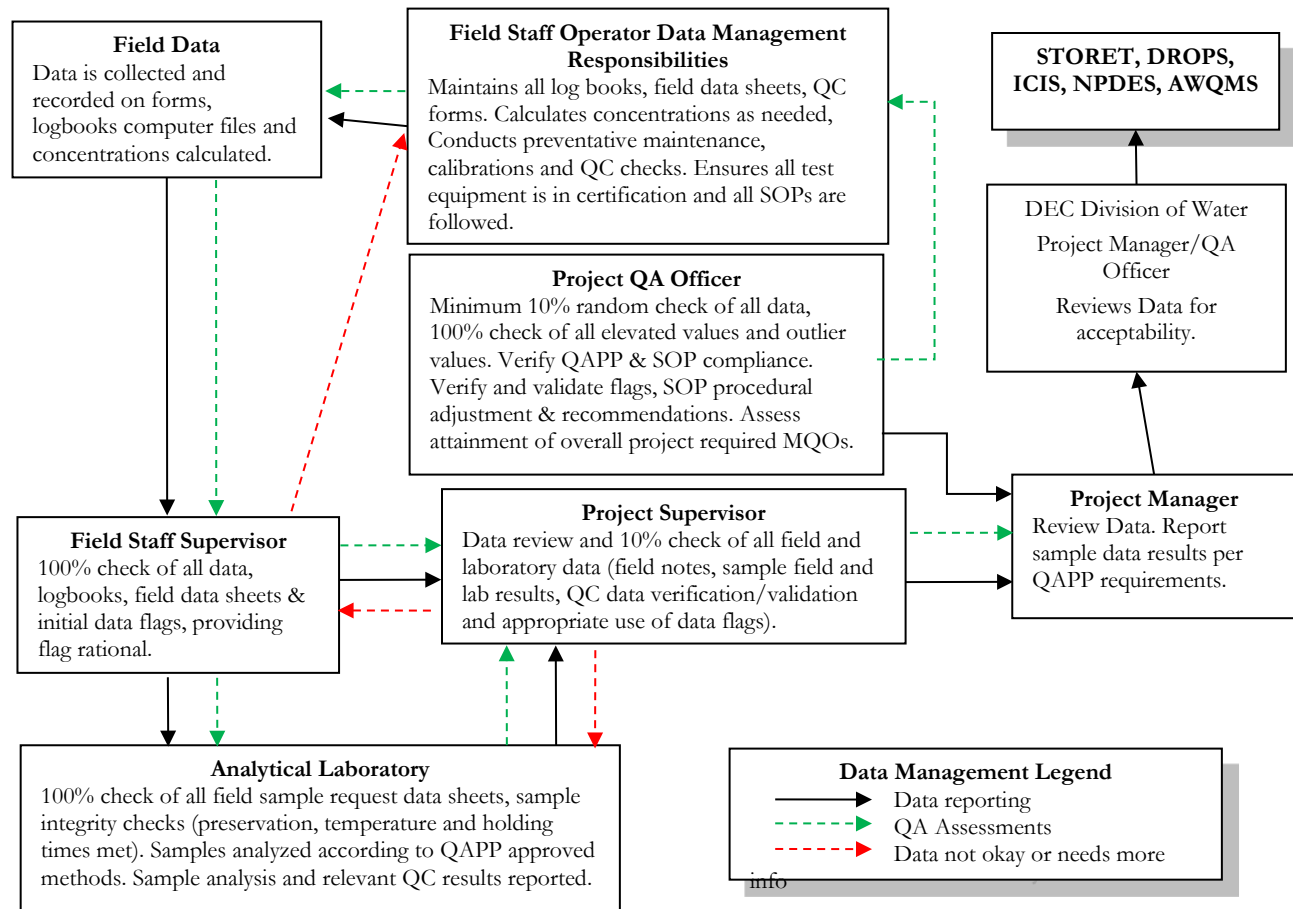 Field Data
Data is collected and
recorded on forms,
logbooks computer files and
concentrations calculated.
Field Staff Operator Data Management
Responsibilities
Maintains all log books, field data sheets, QC
forms. Calculates concentrations as needed,
Conducts preventative maintenance,
calibrations and QC checks. Ensures all test
equipment is in certification and all SOPs are
followed.
STORET, DROPS,
ICIS, NPDES, AWQMS
DEC Division of Water
Project Manager/QA
Officer
Reviews Data for
acceptability.
Project QA Officer
Minimum 10% random check of all data,
100% check of all elevated values and outlier
values. Verify QAPP & SOP compliance.
Verify and validate flags, SOP procedural
adjustment & recommendations. Assess
attainment of overall project required MQOs.
Field Staff Supervisor
100% check of all data,
logbooks, field data sheets &
initial data flags, providing
flag rational.
Project Supervisor
Data review and 10% check of all field and
laboratory data (field notes, sample field and
lab results, QC data verification/validation
and appropriate use of data flags).
Project Manager
Review Data. Report
sample data results per
QAPP requirements.
Analytical Laboratory
100% check of all field sample request data sheets, sample
integrity checks (preservation, temperature and holding
times met). Samples analyzed according to QAPP approved
methods. Sample analysis and relevant QC results reported.
Data Management Legend
Data reporting
QA Assessments
Data not okay or needs more
info